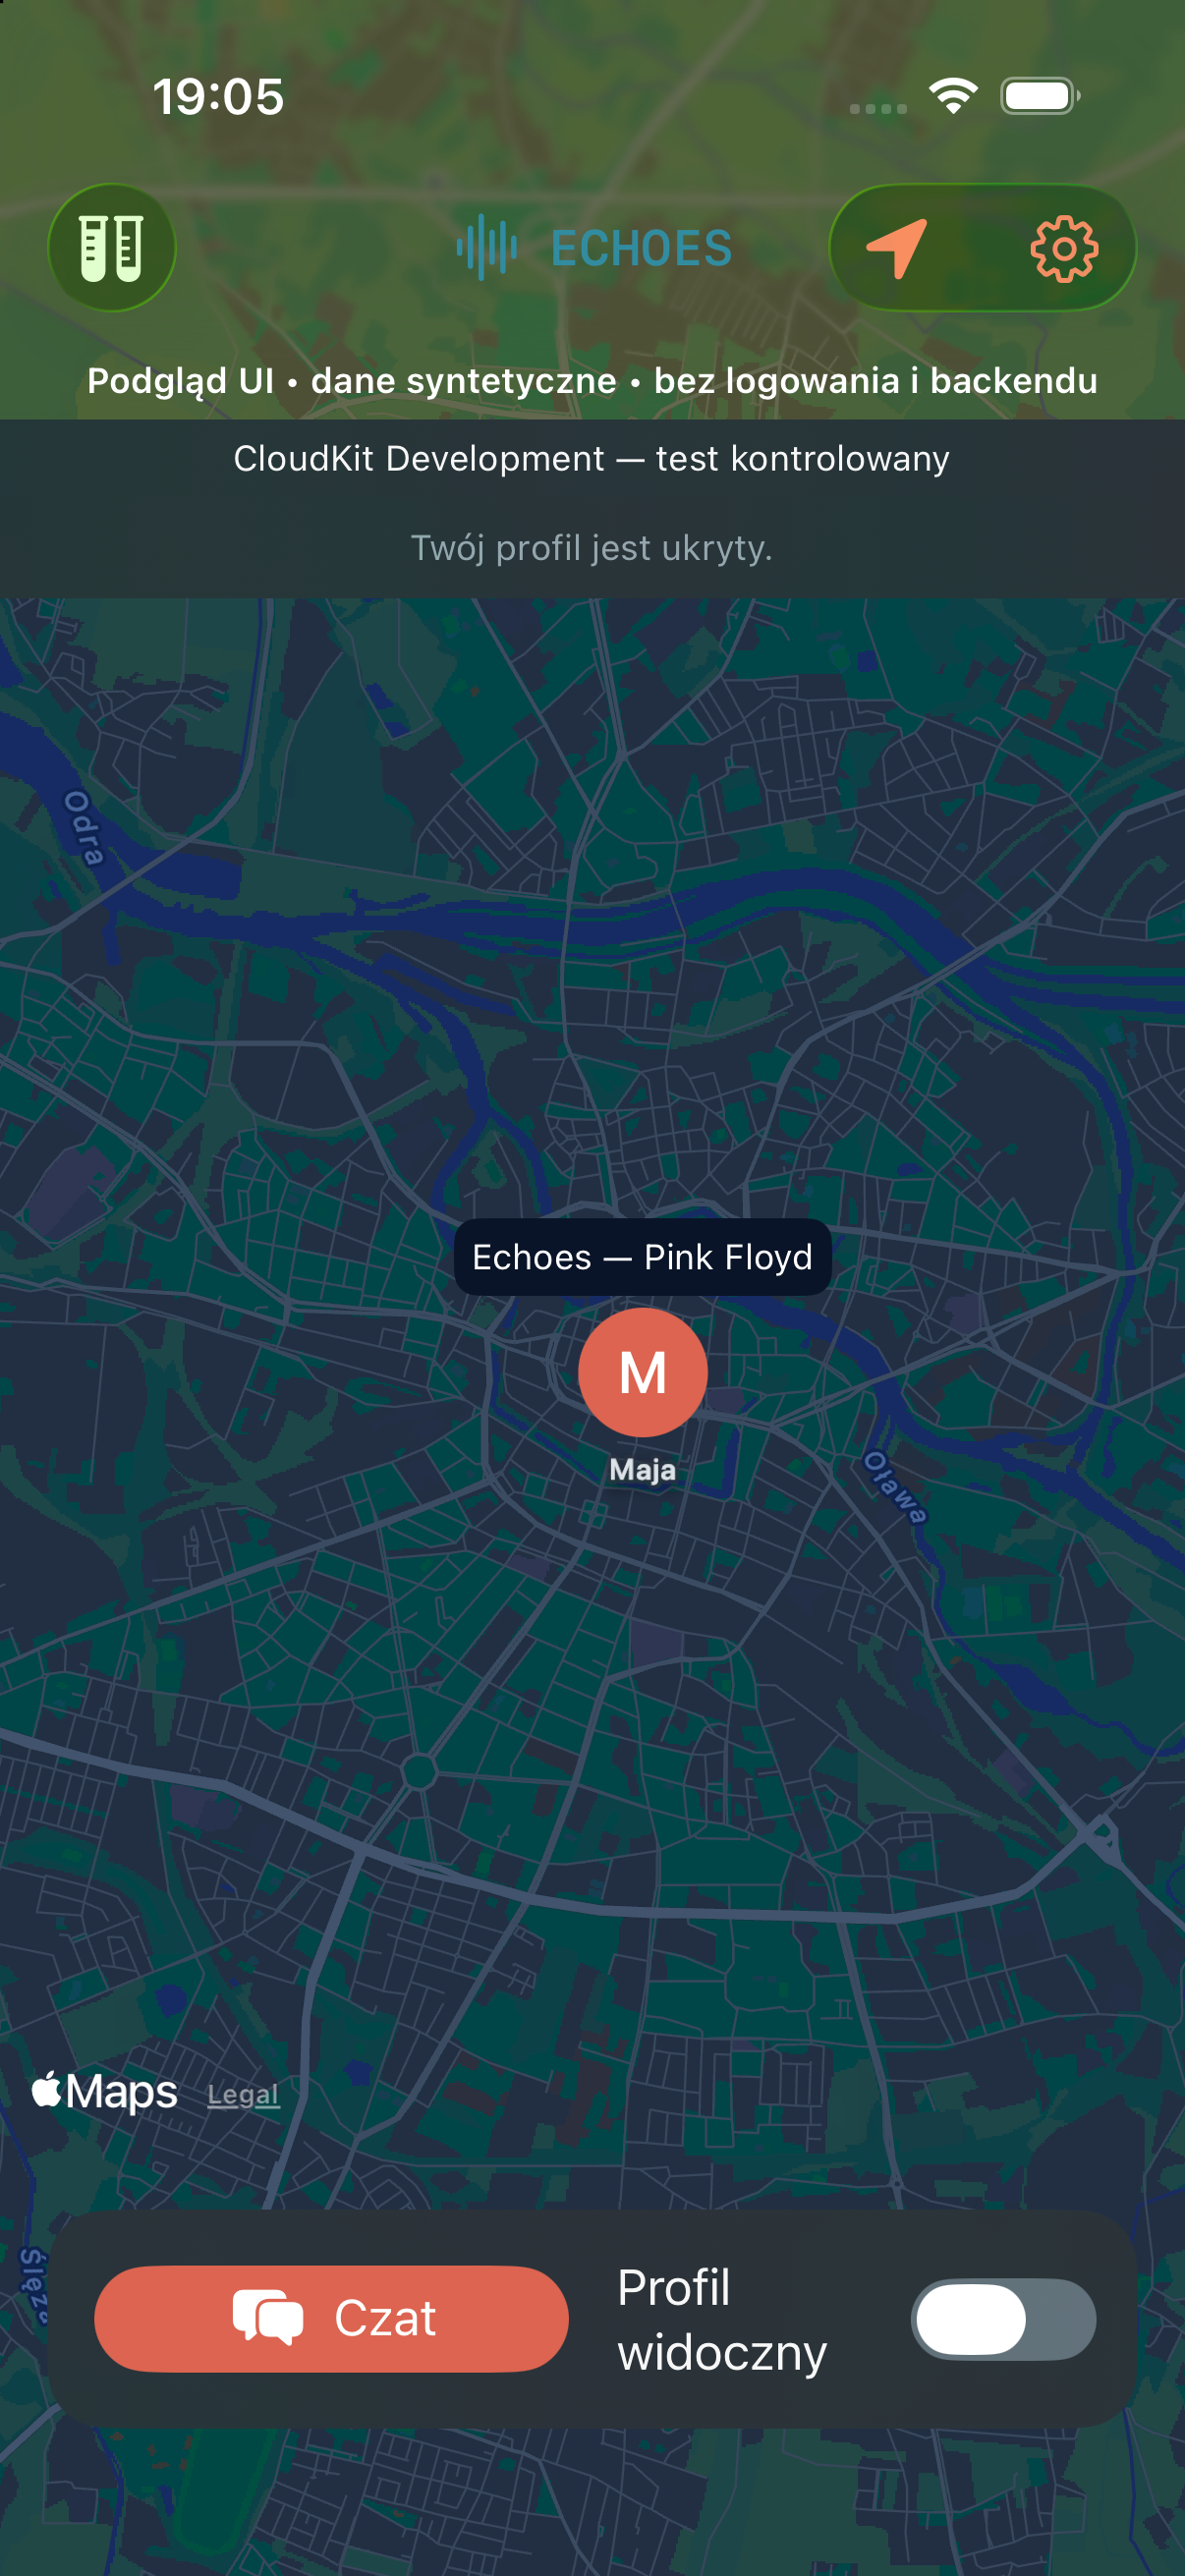 19:05
ECHOES
Podgląd UI • dane syntetyczne • bez logowania i backendu
CloudKit Development — test kontrolowany
Twój profil jest ukryty.
Odra
Echoes — Pink Floyd
M
Maja
Oława
Maps Legal
Ślęza
Czat
Profil
widoczny